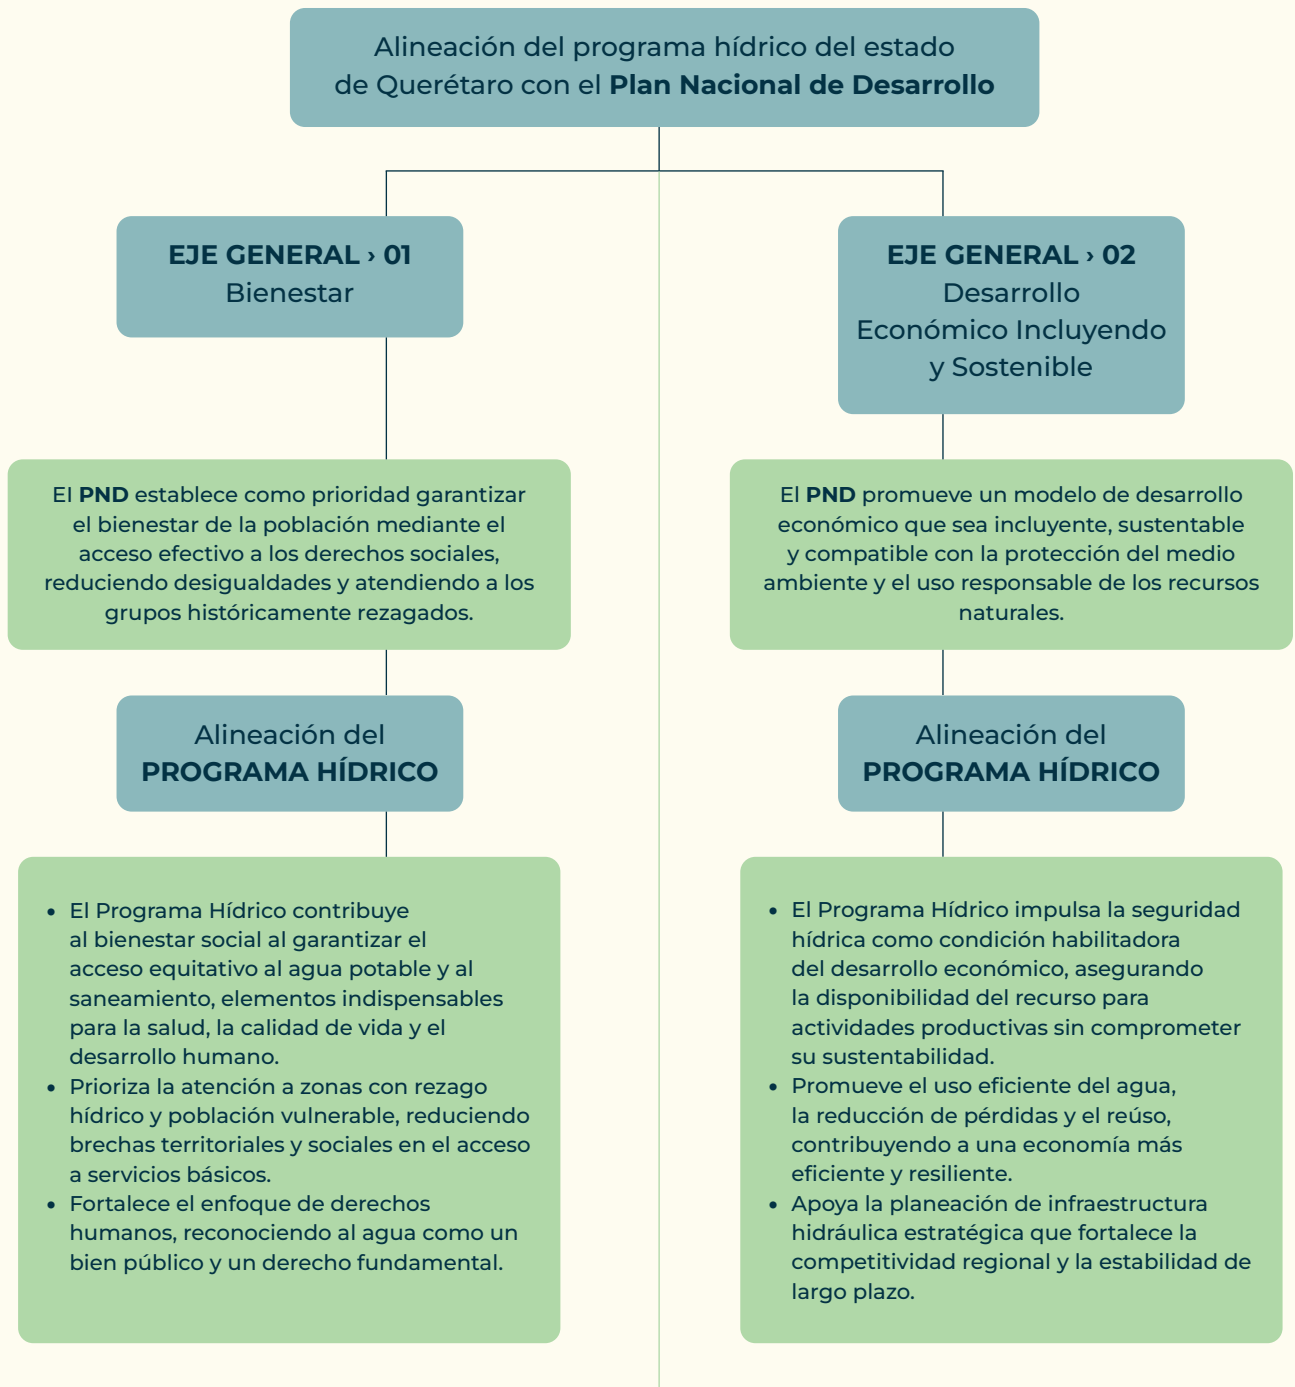 Alineación del programa hídrico del estado
de Querétaro con el Plan Nacional de Desarrollo
EJE GENERAL › 01
Bienestar
El PND establece como prioridad garantizar
el bienestar de la población mediante el
acceso efectivo a los derechos sociales,
reduciendo desigualdades y atendiendo a los
grupos históricamente rezagados.
Alineación del
PROGRAMA HÍDRICO
• El Programa Hídrico contribuye
al bienestar social al garantizar el
acceso equitativo al agua potable y al
saneamiento, elementos indispensables
para la salud, la calidad de vida y el
desarrollo humano.
• Prioriza la atención a zonas con rezago
hídrico y población vulnerable, reduciendo
brechas territoriales y sociales en el acceso
a servicios básicos.
• Fortalece el enfoque de derechos
humanos, reconociendo al agua como un
bien público y un derecho fundamental.
EJE GENERAL › 02
Desarrollo
Económico Incluyendo
y Sostenible
El PND promueve un modelo de desarrollo
económico que sea incluyente, sustentable
y compatible con la protección del medio
ambiente y el uso responsable de los recursos
naturales.
Alineación del
PROGRAMA HÍDRICO
• El Programa Hídrico impulsa la seguridad
hídrica como condición habilitadora
del desarrollo económico, asegurando
la disponibilidad del recurso para
actividades productivas sin comprometer
su sustentabilidad.
• Promueve el uso eficiente del agua,
la reducción de pérdidas y el reúso,
contribuyendo a una economía más
eficiente y resiliente.
• Apoya la planeación de infraestructura
hidráulica estratégica que fortalece la
competitividad regional y la estabilidad de
largo plazo.